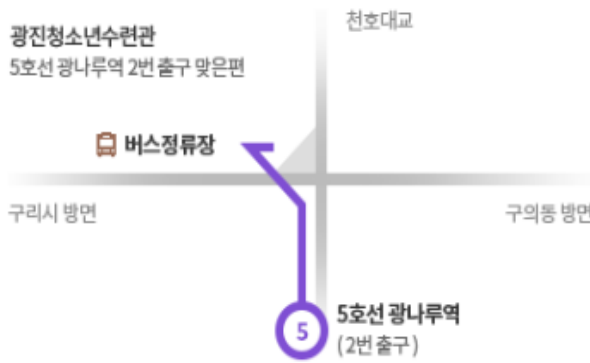 천호대교
광진청소년수련관
5호선 광나루역 2번 출구 맞은편
버스정류장
구리시 방면
구의동 방면
5
5호선 광나루역
(2번 출구)